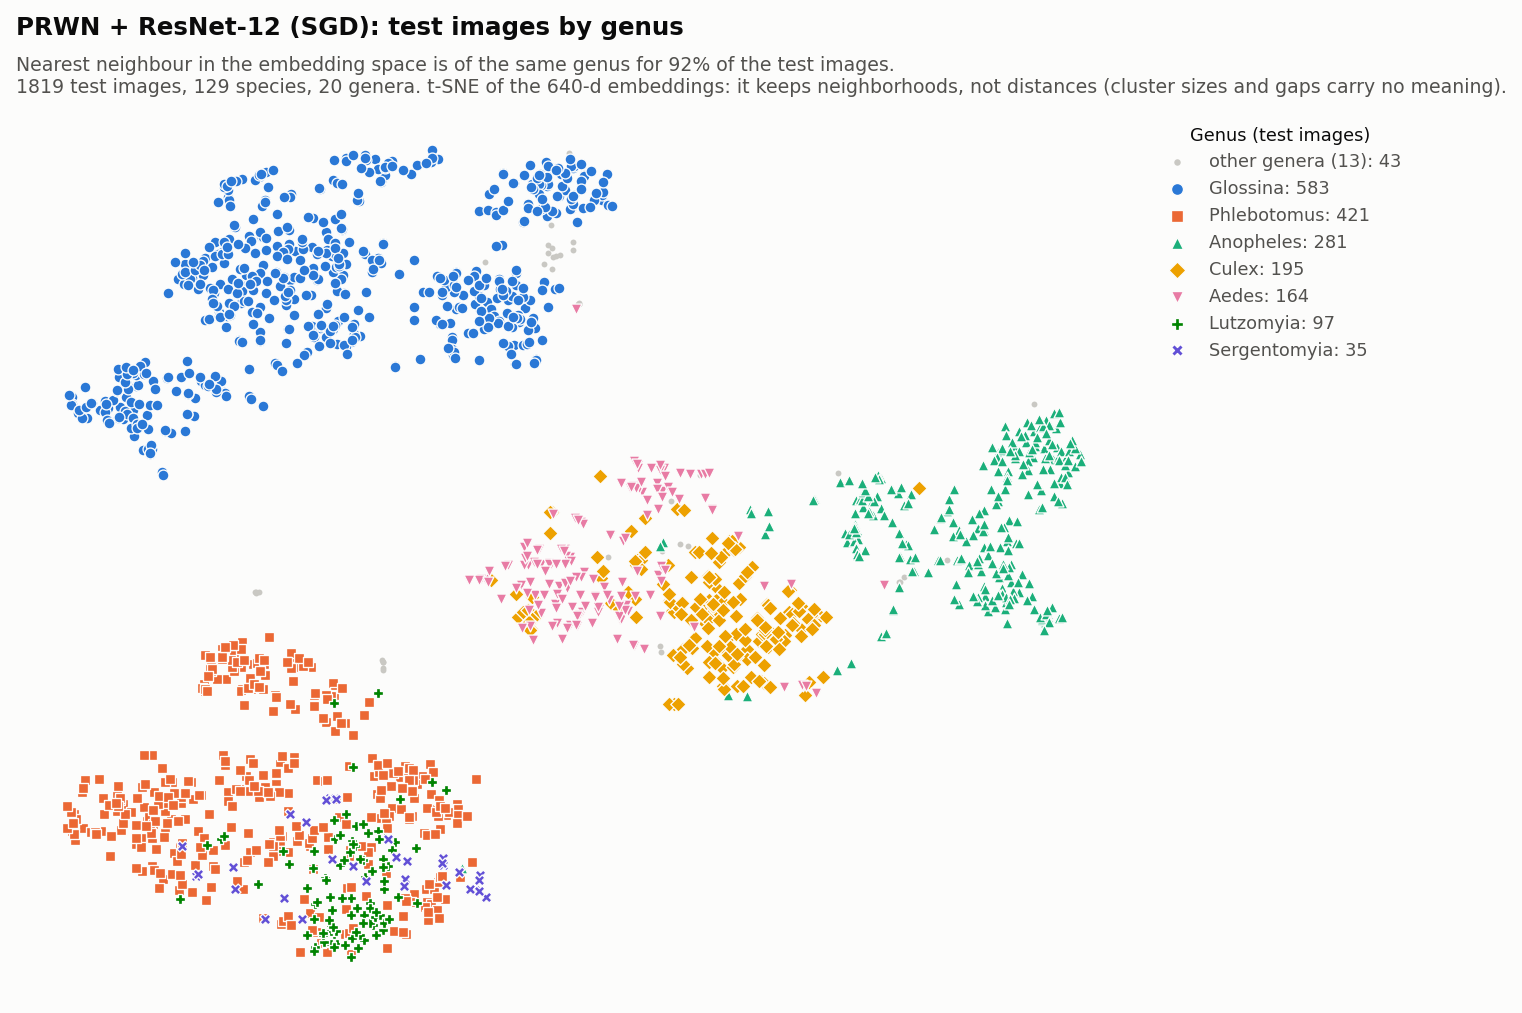 PRWN + ResNet-12 (SGD): test images by genus
Nearest neighbour in the embedding space is of the same genus for 92% of the test images.
1819 test images, 129 species, 20 genera. t-SNE of the 640-d embeddings: it keeps neighborhoods, not distances (cluster sizes and gaps carry no meaning).
Genus (test images)
other genera (13): 43
Glossina: 583
Phlebotomus: 421
Anopheles: 281
Culex: 195
Aedes: 164
Lutzomyia: 97
Sergentomyia: 35